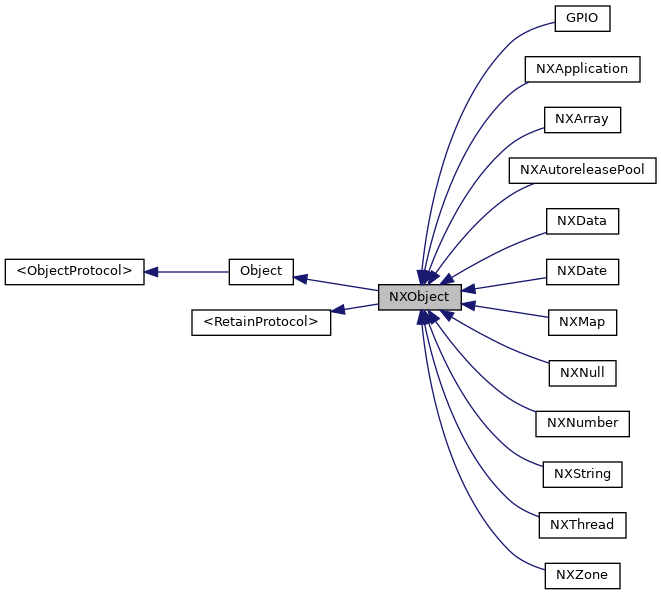 GPIO
NXApplication
NXArray
NXAutoreleasePool
NXData
<ObjectProtocol>
Object
NXDate
NXObject
<RetainProtocol>
NXMap
NXNull
NXNumber
NXString
NXThread
NXZone